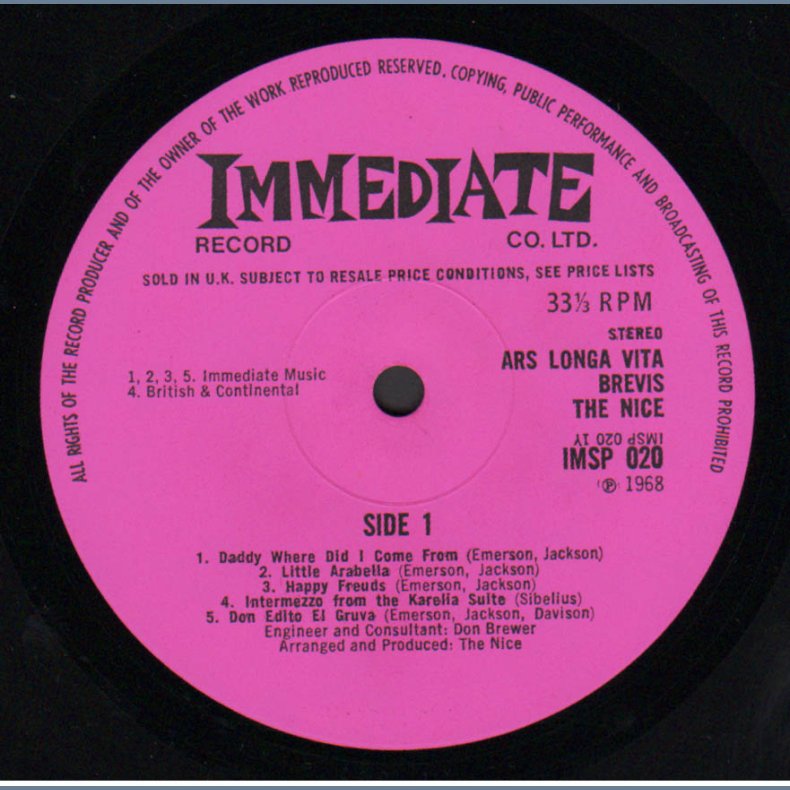 ALL RIGHTS OF THE RECORD PRODUCER AND OF THE OWNER OF THE WORK REPRODUCED RESERVED. COPYING, PUBLIC PERFORMANCE AND BROADCASTING OF THIS RECORD PROHIBITED
IMMEDIATE
RECORD CO. LTD.
SOLD IN U.K. SUBJECT TO RESALE PRICE CONDITIONS, SEE PRICE LISTS
33⅓ RPM
STEREO
ARS LONGA VITA
BREVIS
THE NICE
1, 2, 3, 5. Immediate Music
4. British & Continental
IMSP 020 1Y
IMSP 020
℗ 1968
SIDE 1
1. Daddy Where Did I Come From (Emerson, Jackson)
2. Little Arabella (Emerson, Jackson)
3. Happy Freuds (Emerson, Jackson)
4. Intermezzo from the Karelia Suite (Sibelius)
5. Don Edito El Gruva (Emerson, Jackson, Davison)
Engineer and Consultant: Don Brewer
Arranged and Produced: The Nice